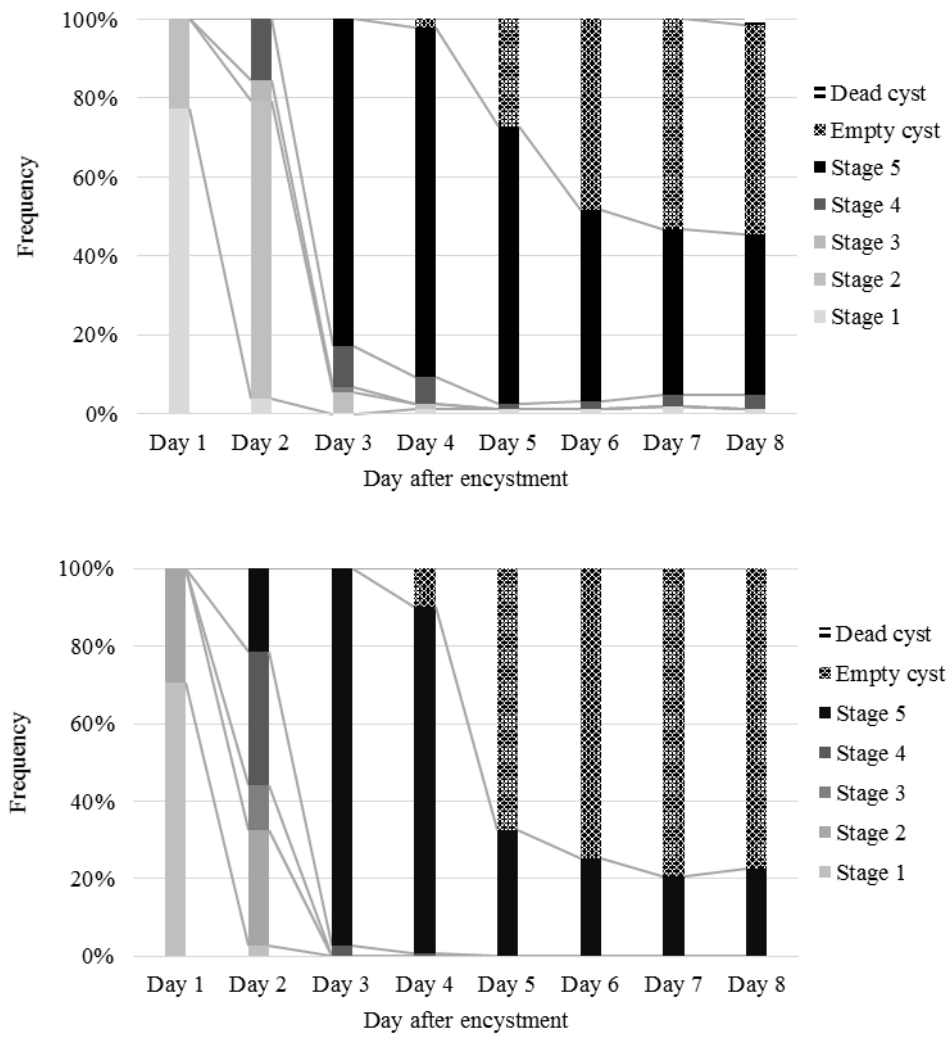 100%
80%
60%
40%
20%
0%
Frequency
Day 1 Day 2 Day 3 Day 4 Day 5 Day 6 Day 7 Day 8
Day after encystment
Dead cyst
Empty cyst
Stage 5
Stage 4
Stage 3
Stage 2
Stage 1
100%
80%
60%
40%
20%
0%
Frequency
Day 1 Day 2 Day 3 Day 4 Day 5 Day 6 Day 7 Day 8
Day after encystment
Dead cyst
Empty cyst
Stage 5
Stage 4
Stage 3
Stage 2
Stage 1